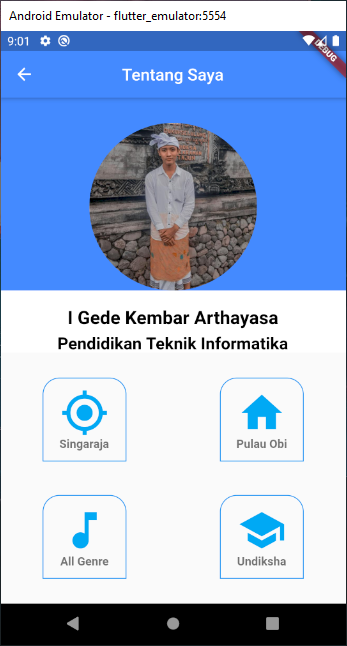 Android Emulator - flutter_emulator:5554
9:01
DEBUG
Tentang Saya
I Gede Kembar Arthayasa
Pendidikan Teknik Informatika
Singaraja
Pulau Obi
All Genre
Undiksha